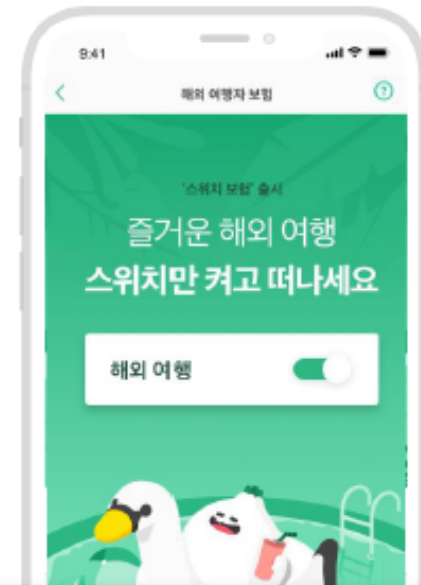 9:41
해외 여행자 보험
'스위치 보험' 출시
즐거운 해외 여행
스위치만 켜고 떠나세요
해외 여행